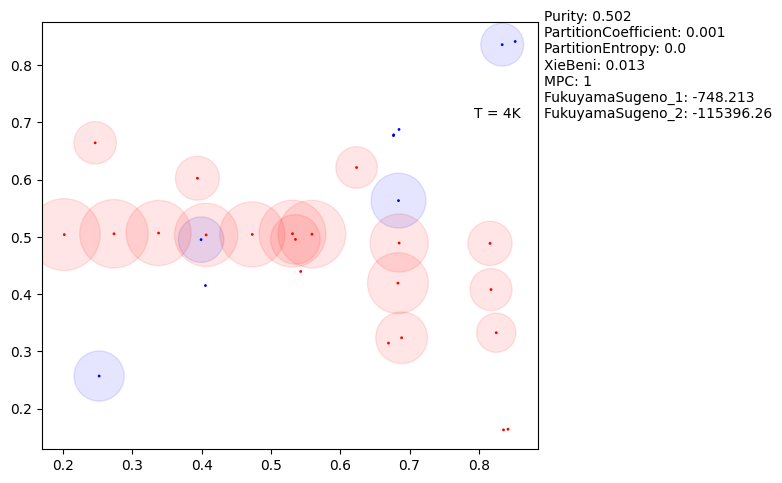 Purity: 0.502
PartitionCoefficient: 0.001
PartitionEntropy: 0.0
XieBeni: 0.013
MPC: 1
FukuyamaSugeno_1: -748.213
FukuyamaSugeno_2: -115396.26
T = 4K
0.8
0.7
0.6
0.5
0.4
0.3
0.2
0.2 0.3 0.4 0.5 0.6 0.7 0.8